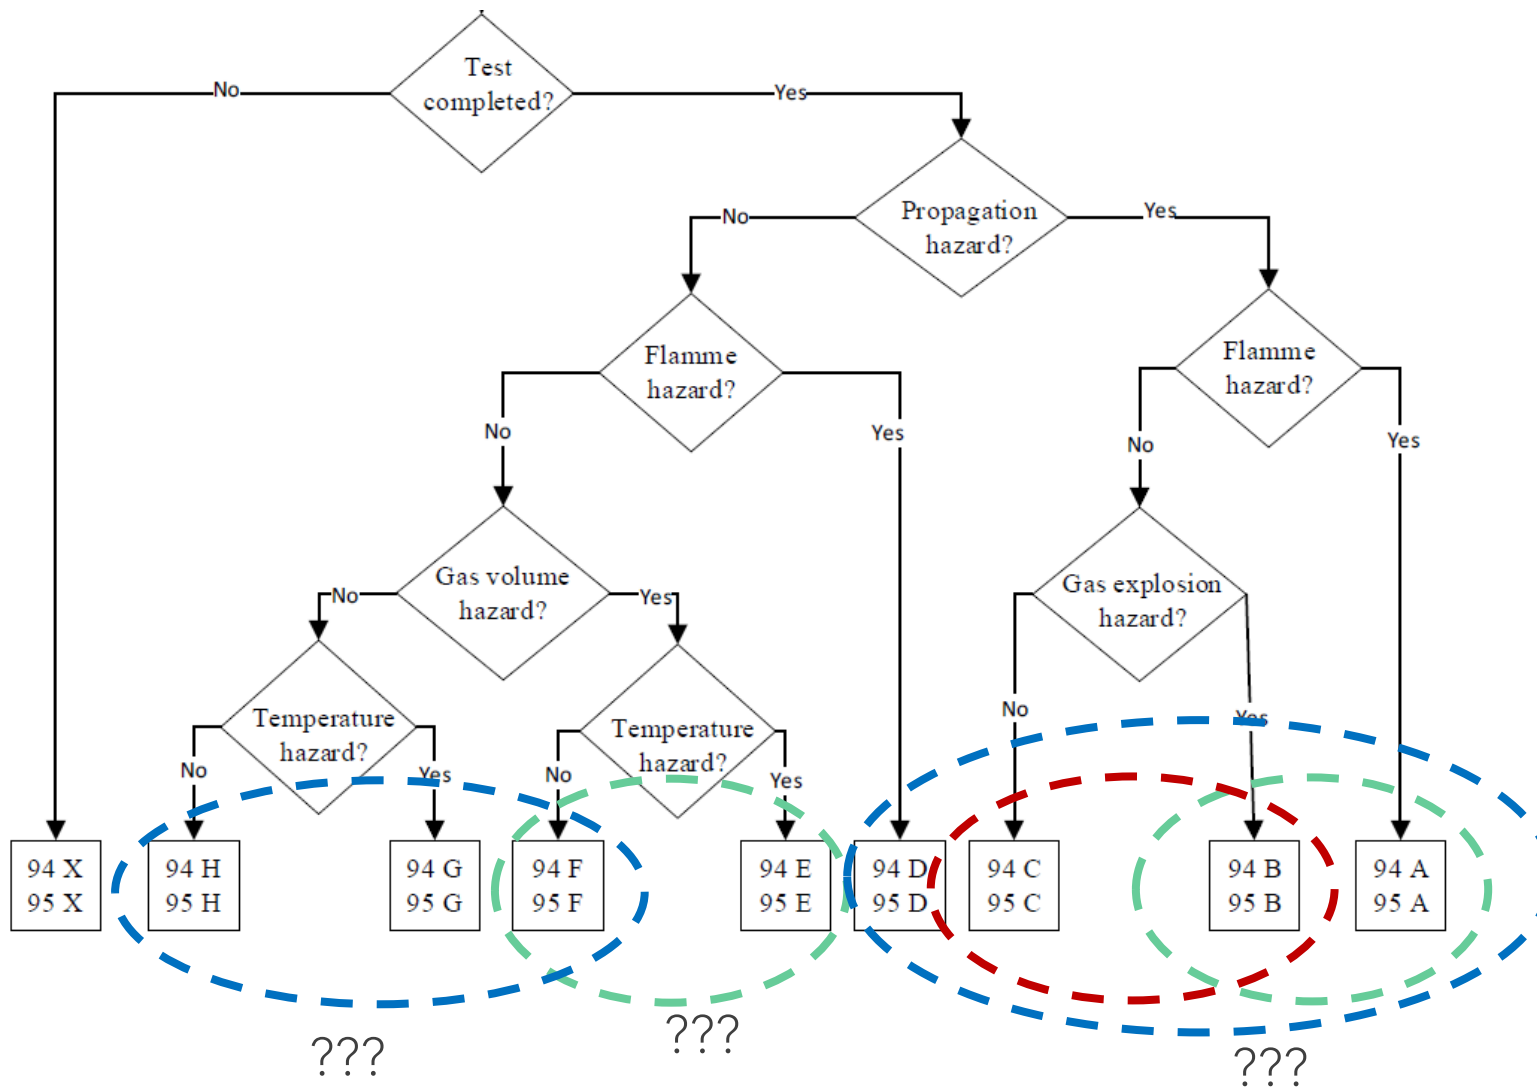 Test
completed?
No
Yes
Propagation
hazard?
No
Yes
Flamme
hazard?
Flamme
hazard?
No
Yes
No
Yes
Gas volume
hazard?
Gas explosion
hazard?
No
Yes
No
Yes
Temperature
hazard?
Temperature
hazard?
No
Yes
No
Yes
94 X
95 X
94 H
95 H
94 G
95 G
94 F
95 F
94 E
95 E
94 D
95 D
94 C
95 C
94 B
95 B
94 A
95 A
???
???
???